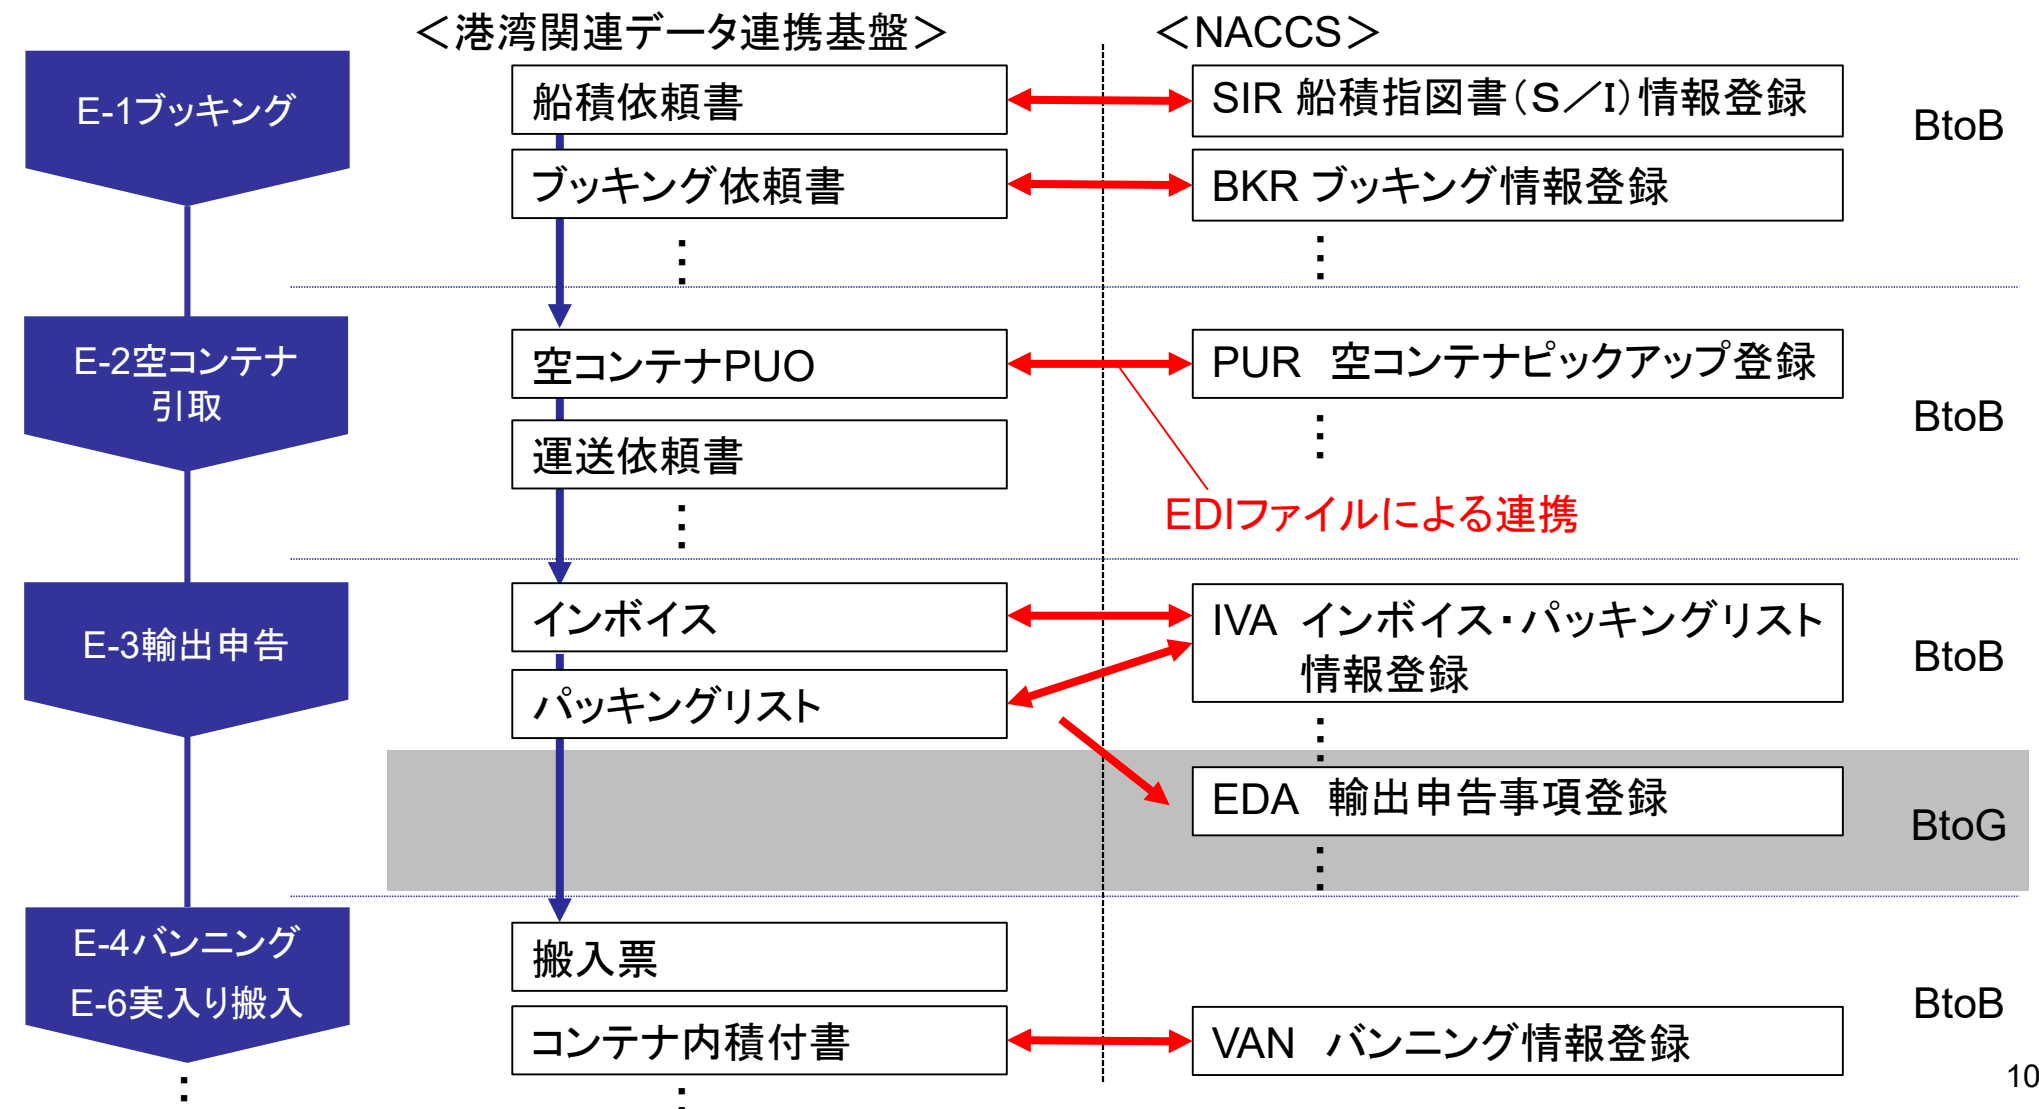 ＜港湾関連データ連携基盤＞
＜NACCS＞
E-1ブッキング
船積依頼書
SIR 船積指図書（Ｓ／I）情報登録
BtoB
ブッキング依頼書
BKR ブッキング情報登録
⋮
⋮
E-2空コンテナ
引取
空コンテナPUO
PUR　空コンテナピックアップ登録
BtoB
運送依頼書
⋮
⋮
EDIファイルによる連携
E-3輸出申告
インボイス
IVA　インボイス・パッキングリスト
情報登録
BtoB
パッキングリスト
⋮
EDA　輸出申告事項登録
BtoG
⋮
E-4バンニング
E-6実入り搬入
搬入票
BtoB
コンテナ内積付書
VAN　バンニング情報登録
⋮
⋮
10